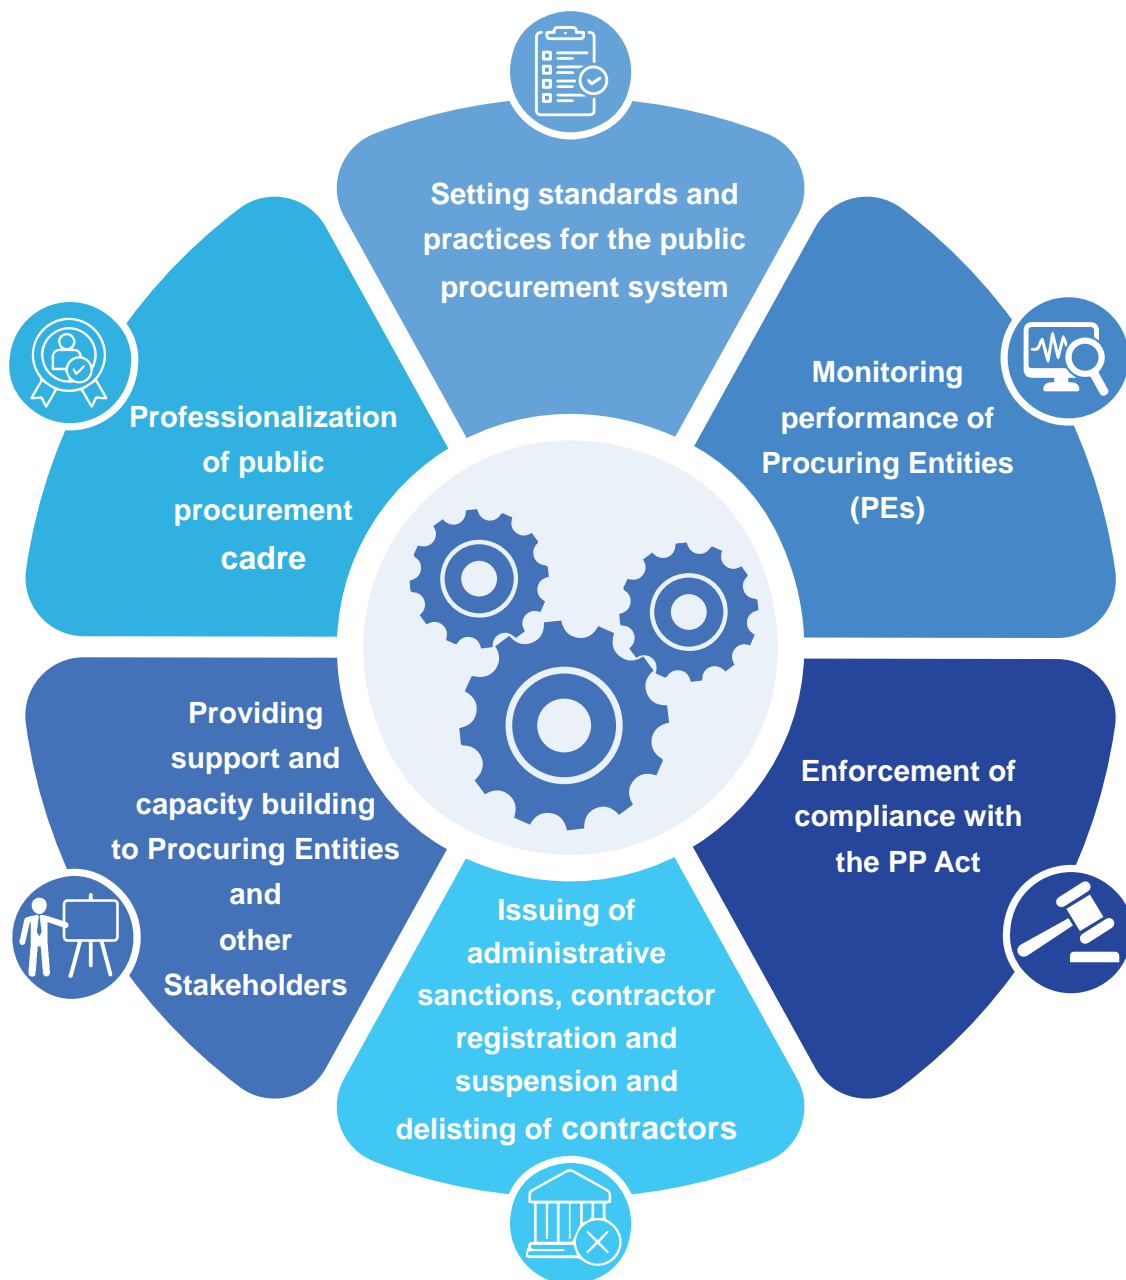 Setting standards and
practices for the public
procurement system
Monitoring
performance of
Procuring Entities
(PEs)
Enforcement of
compliance with
the PP Act
Issuing of
administrative
sanctions, contractor
registration and
suspension and
delisting of contractors
Providing
support and
capacity building
to Procuring Entities
and
other
Stakeholders
Professionalization
of public
procurement
cadre